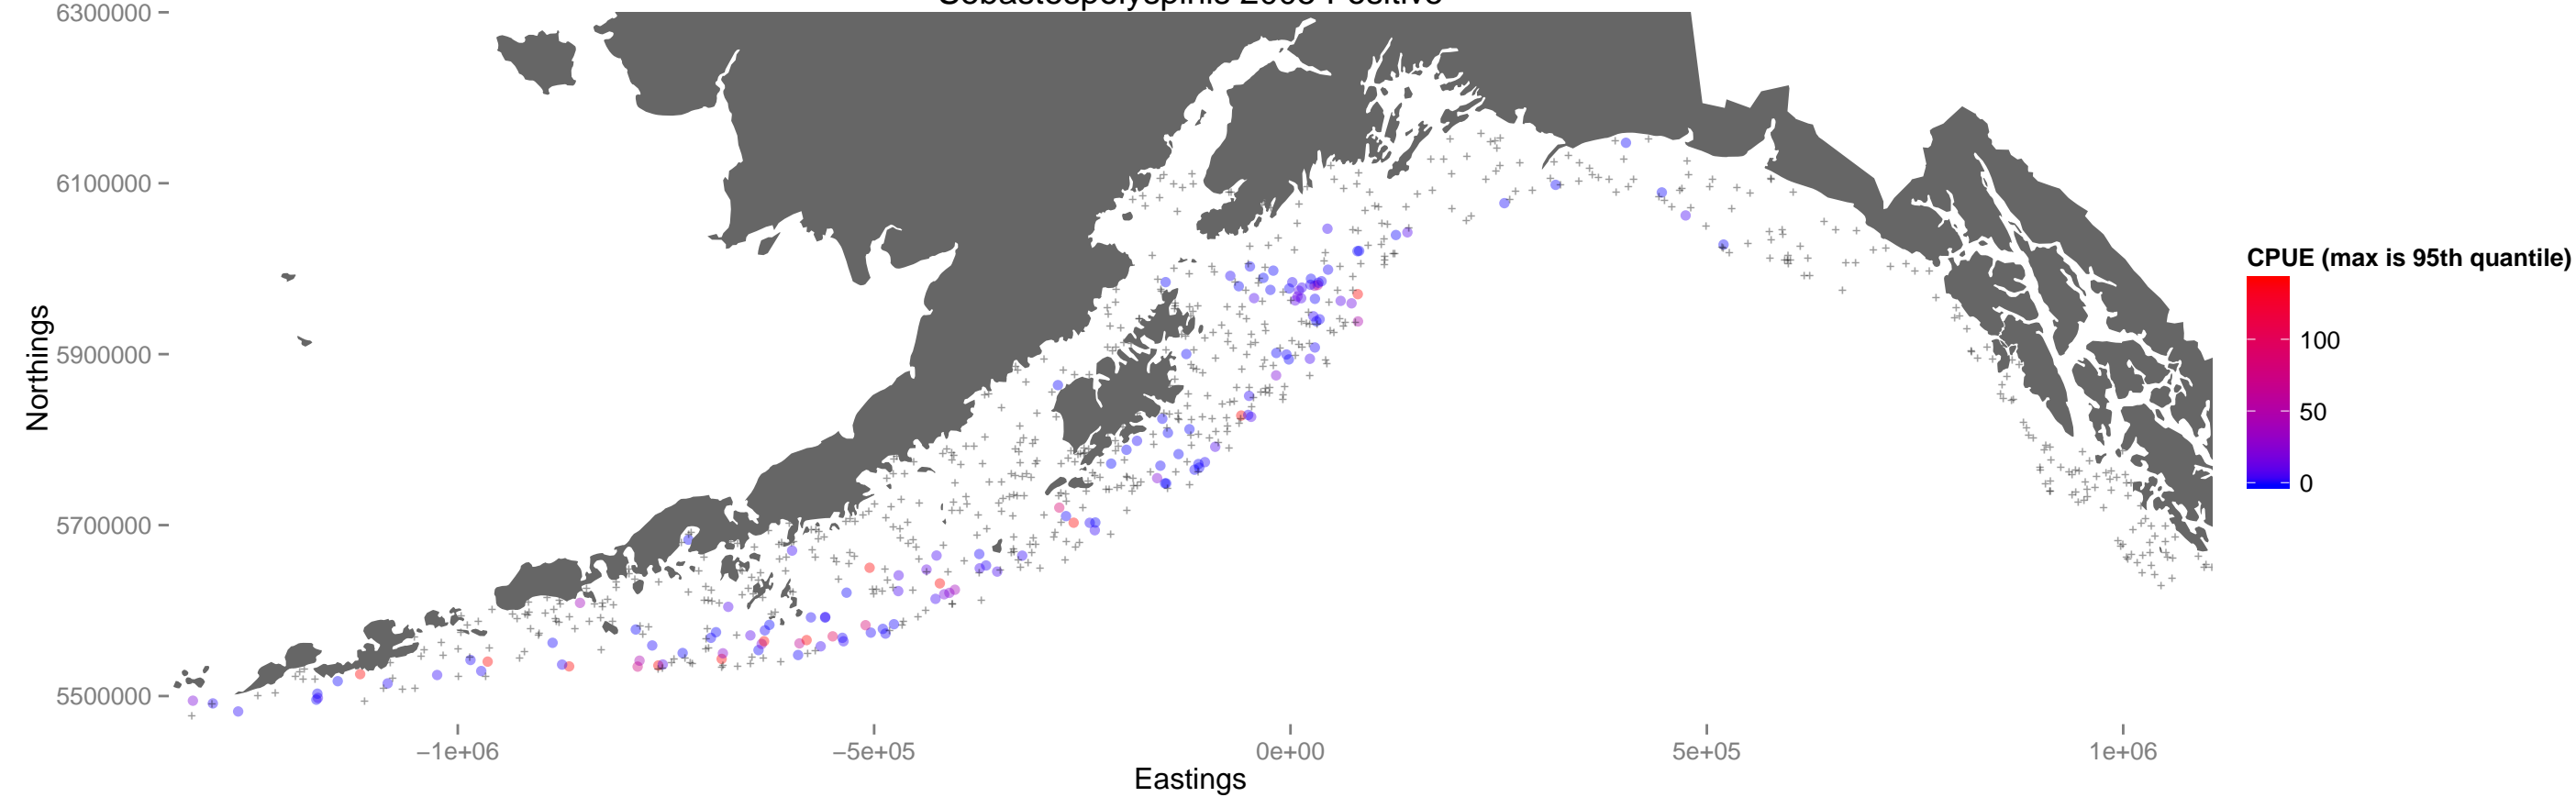 6300000
6100000
5900000
5700000
5500000
Northings
−1e+06
−5e+05
0e+00
5e+05
1e+06
Eastings
CPUE (max is 95th quantile)
100
50
0